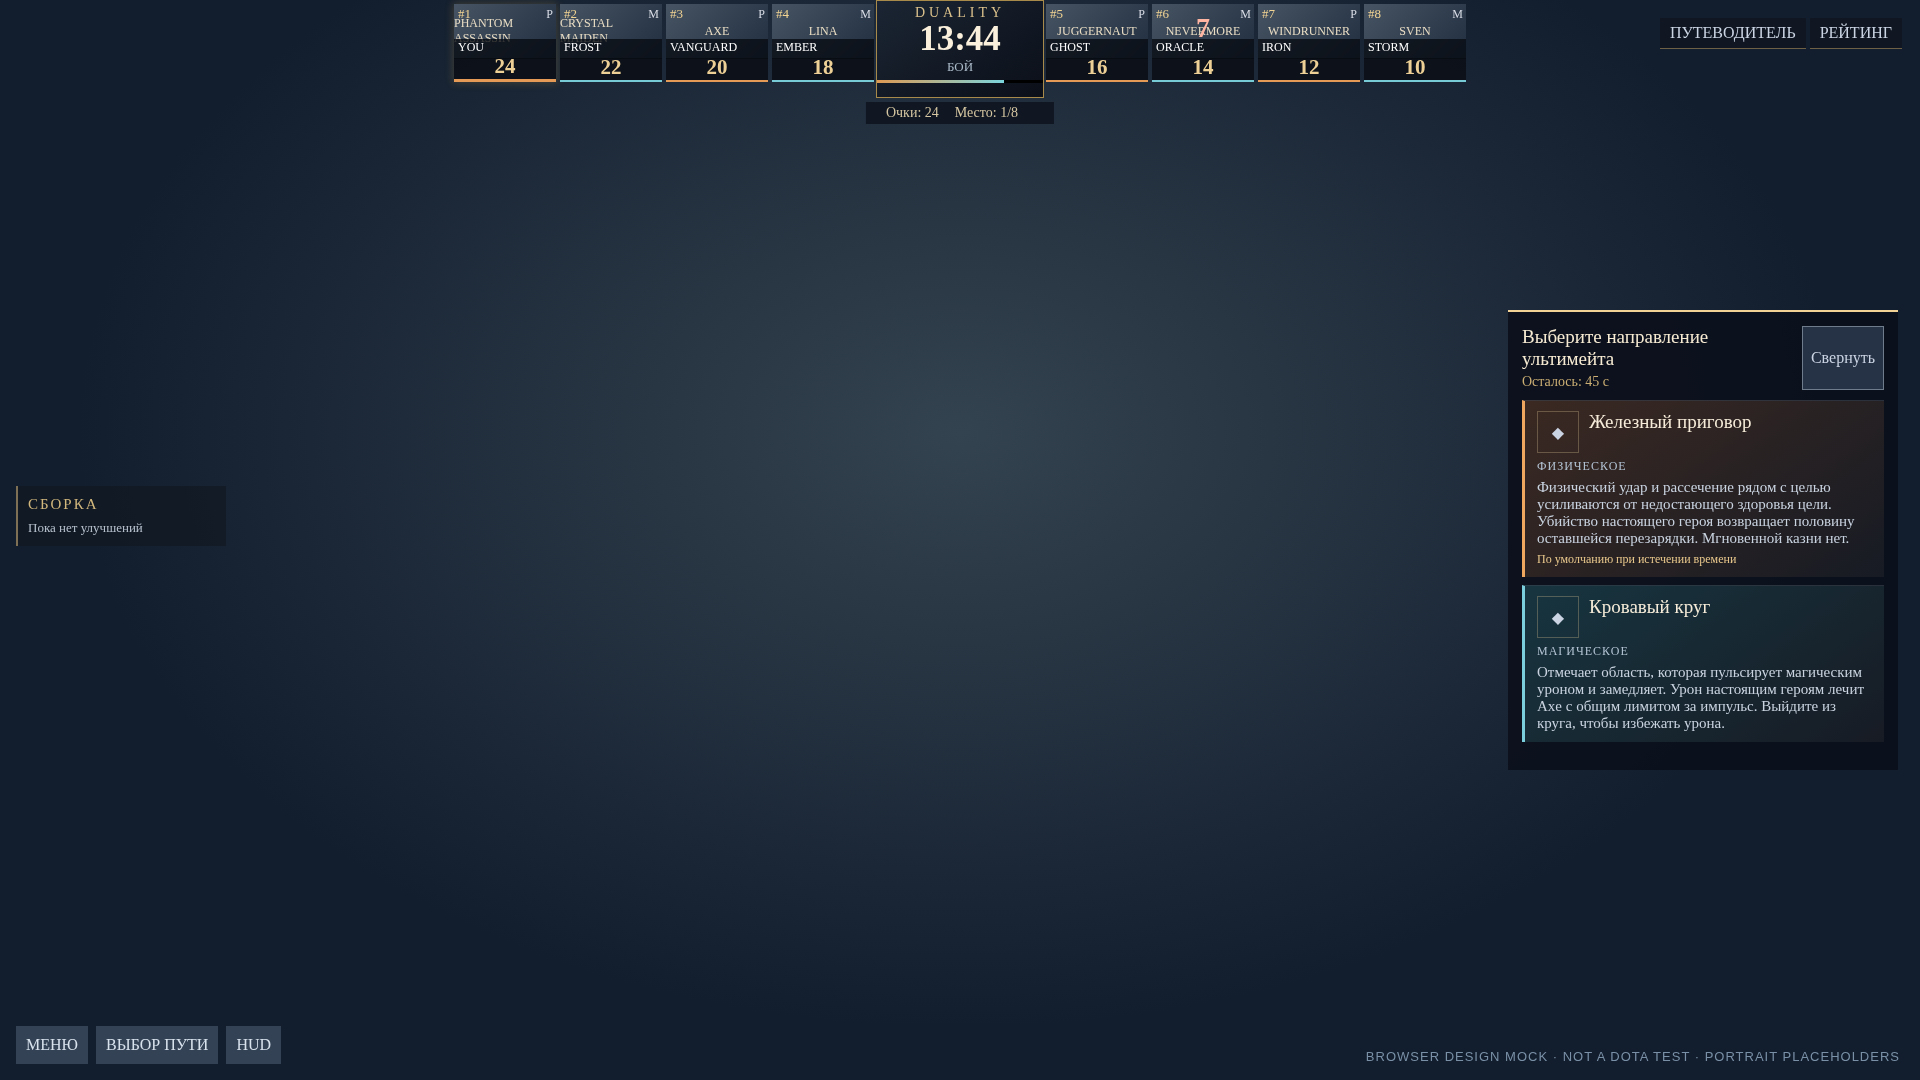 #1 P
PHANTOM
ASSASSIN
YOU
24
#2 M
CRYSTAL
MAIDEN
FROST
22
#3 P
AXE
VANGUARD
20
#4 M
LINA
EMBER
18
DUALITY
13:44
БОЙ
Очки: 24 Место: 1/8
#5 P
JUGGERNAUT
GHOST
16
#6 M
7
NEVERMORE
ORACLE
14
#7 P
WINDRUNNER
IRON
12
#8 M
SVEN
STORM
10
ПУТЕВОДИТЕЛЬ
РЕЙТИНГ
СБОРКА
Пока нет улучшений
Выберите направление
ультимейта
Осталось: 45 с
Свернуть
Железный приговор
ФИЗИЧЕСКОЕ
Физический удар и рассечение рядом с целью
усиливаются от недостающего здоровья цели.
Убийство настоящего героя возвращает половину
оставшейся перезарядки. Мгновенной казни нет.
По умолчанию при истечении времени
Кровавый круг
МАГИЧЕСКОЕ
Отмечает область, которая пульсирует магическим
уроном и замедляет. Урон настоящим героям лечит
Axe с общим лимитом за импульс. Выйдите из
круга, чтобы избежать урона.
МЕНЮ
ВЫБОР ПУТИ
HUD
BROWSER DESIGN MOCK · NOT A DOTA TEST · PORTRAIT PLACEHOLDERS